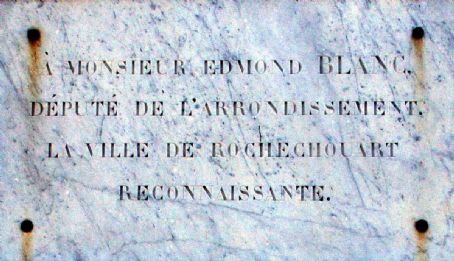 À MONSIEUR EDMOND BLANC,
DÉPUTÉ DE L'ARRONDISSEMENT,
LA VILLE DE ROCHECHOUART
RECONNAISSANTE.